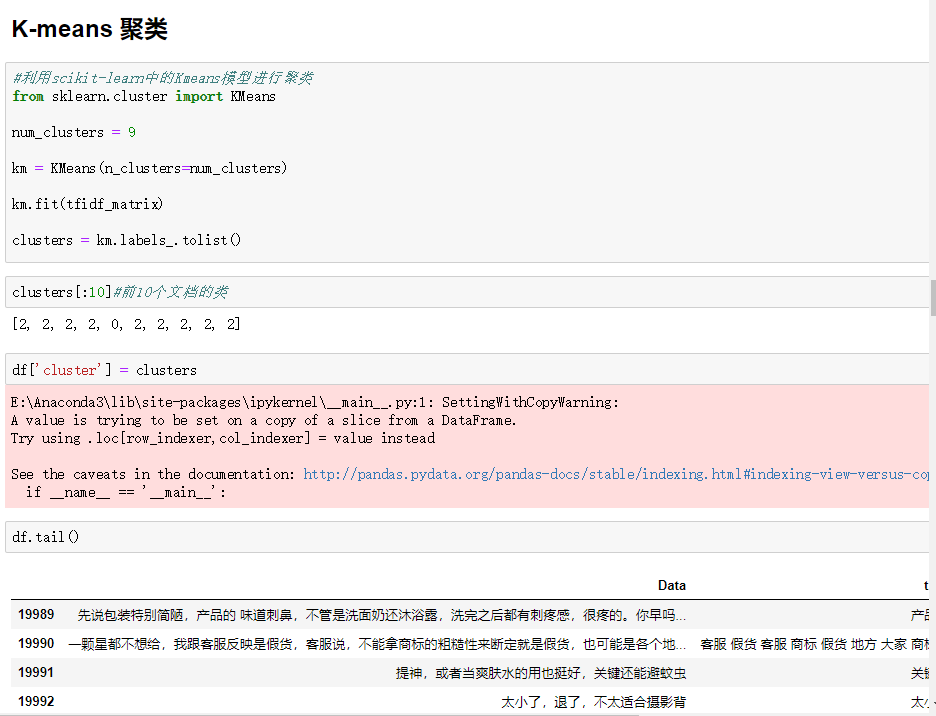 K-means 聚类
#利用scikit-learn中的Kmeans模型进行聚类
from sklearn.cluster import KMeans
num_clusters = 9
km = KMeans(n_clusters=num_clusters)
km.fit(tfidf_matrix)
clusters = km.labels_.tolist()
clusters[:10]#前10个文档的类
[2, 2, 2, 2, 0, 2, 2, 2, 2, 2]
df['cluster'] = clusters
E:\Anaconda3\lib\site-packages\ipykernel\__main__.py:1: SettingWithCopyWarning:
A value is trying to be set on a copy of a slice from a DataFrame.
Try using .loc[row_indexer,col_indexer] = value instead
See the caveats in the documentation: http://pandas.pydata.org/pandas-docs/stable/indexing.html#indexing-view-versus-cop
if __name__ == '__main__':
df.tail()
Data t
19989 先说包装特别简陋，产品的 味道刺鼻，不管是洗面奶还沐浴露，洗完之后都有刺疼感，很疼的。你早吗... 产品
19990 一颗星都不想给，我跟客服反映是假货，客服说，不能拿商标的粗糙性来断定就是假货，也可能是各个地... 客服 假货 客服 商标 假货 地方 大家 商标
19991 提神，或者当爽肤水的用也挺好，关键还能避蚊虫 关键
19992 太小了，退了，不太适合摄影背 太小